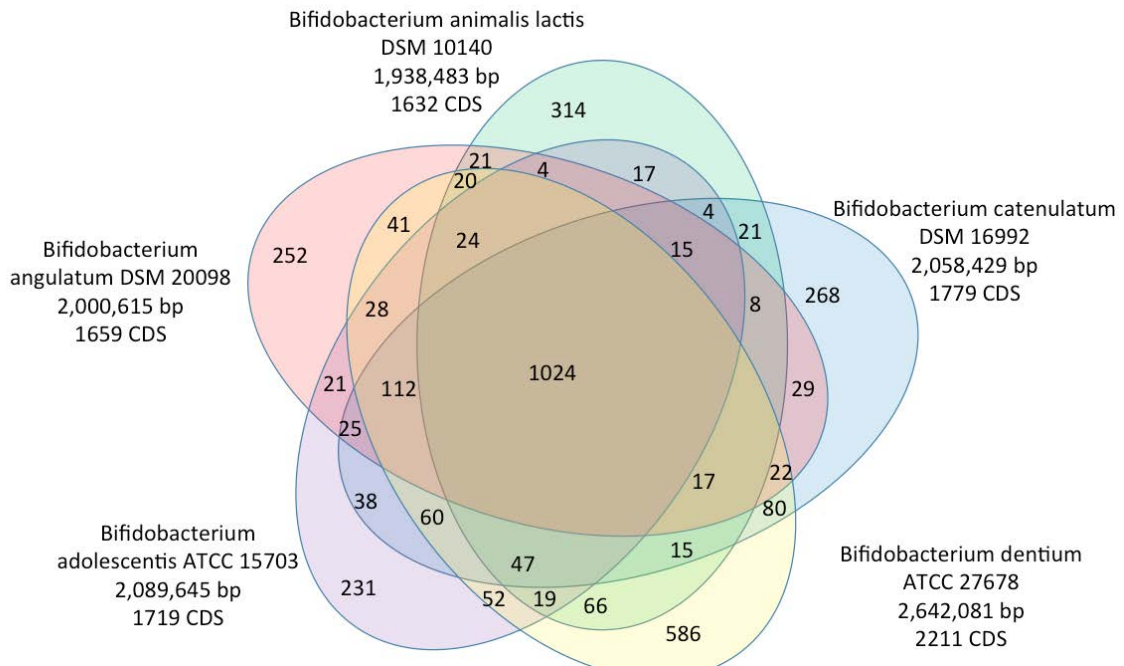 Bifidobacterium animalis lactis
DSM 10140
1,938,483 bp
1632 CDS
314
21
4
17
20
4
21
41
24
15
Bifidobacterium catenulatum
DSM 16992
2,058,429 bp
1779 CDS
Bifidobacterium
angulatum DSM 20098
2,000,615 bp
1659 CDS
252
28
8
268
21
112
1024
29
25
22
17
38
60
80
15
47
Bifidobacterium
adolescentis ATCC 15703
2,089,645 bp
1719 CDS
231
52
19
66
586
Bifidobacterium dentium
ATCC 27678
2,642,081 bp
2211 CDS